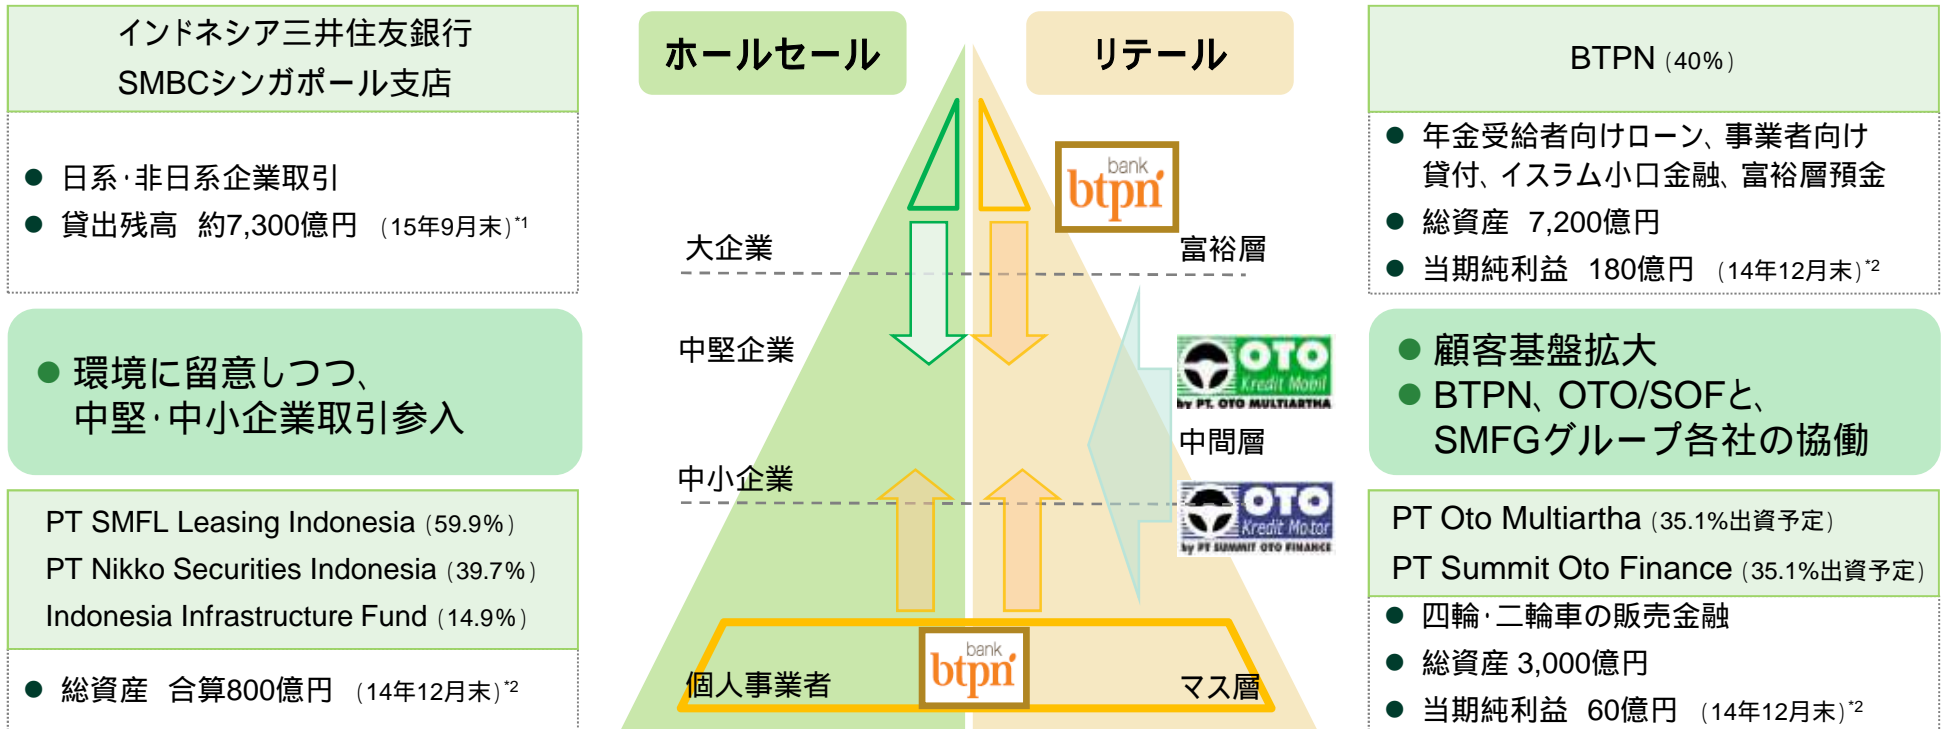 インドネシア三井住友銀行
SMBCシンガポール支店
● 日系・非日系企業取引
● 貸出残高 約7,300億円 (15年9月末)*1
● 環境に留意しつつ、
中堅・中小企業取引参入
PT SMFL Leasing Indonesia (59.9%)
PT Nikko Securities Indonesia (39.7%)
Indonesia Infrastructure Fund (14.9%)
● 総資産 合算800億円 (14年12月末)*2
ホールセール
リテール
bank
btpn
大企業
富裕層
中堅企業
OTO
Kredit Mobil
by PT. OTO MULTIARTHA
中間層
中小企業
OTO
Kredit Motor
by PT SUMMIT OTO FINANCE
個人事業者
bank
btpn
マス層
BTPN (40%)
● 年金受給者向けローン、事業者向け
貸付、イスラム小口金融、富裕層預金
● 総資産 7,200億円
● 当期純利益 180億円 (14年12月末)*2
● 顧客基盤拡大
● BTPN、OTO/SOFと、
SMFGグループ各社の協働
PT Oto Multiartha (35.1%出資予定)
PT Summit Oto Finance (35.1%出資予定)
● 四輪・二輪車の販売金融
● 総資産 3,000億円
● 当期純利益 60億円 (14年12月末)*2